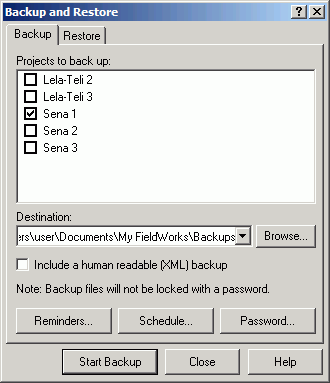 Backup and Restore
Backup Restore
Projects to back up:
Lela-Teli 2
Lela-Teli 3
Sena 1
Sena 2
Sena 3
Destination:
ers\user\Documents\My FieldWorks\Backups Browse...
Include a human readable (XML) backup
Note: Backup files will not be locked with a password.
Reminders... Schedule... Password...
Start Backup Close Help